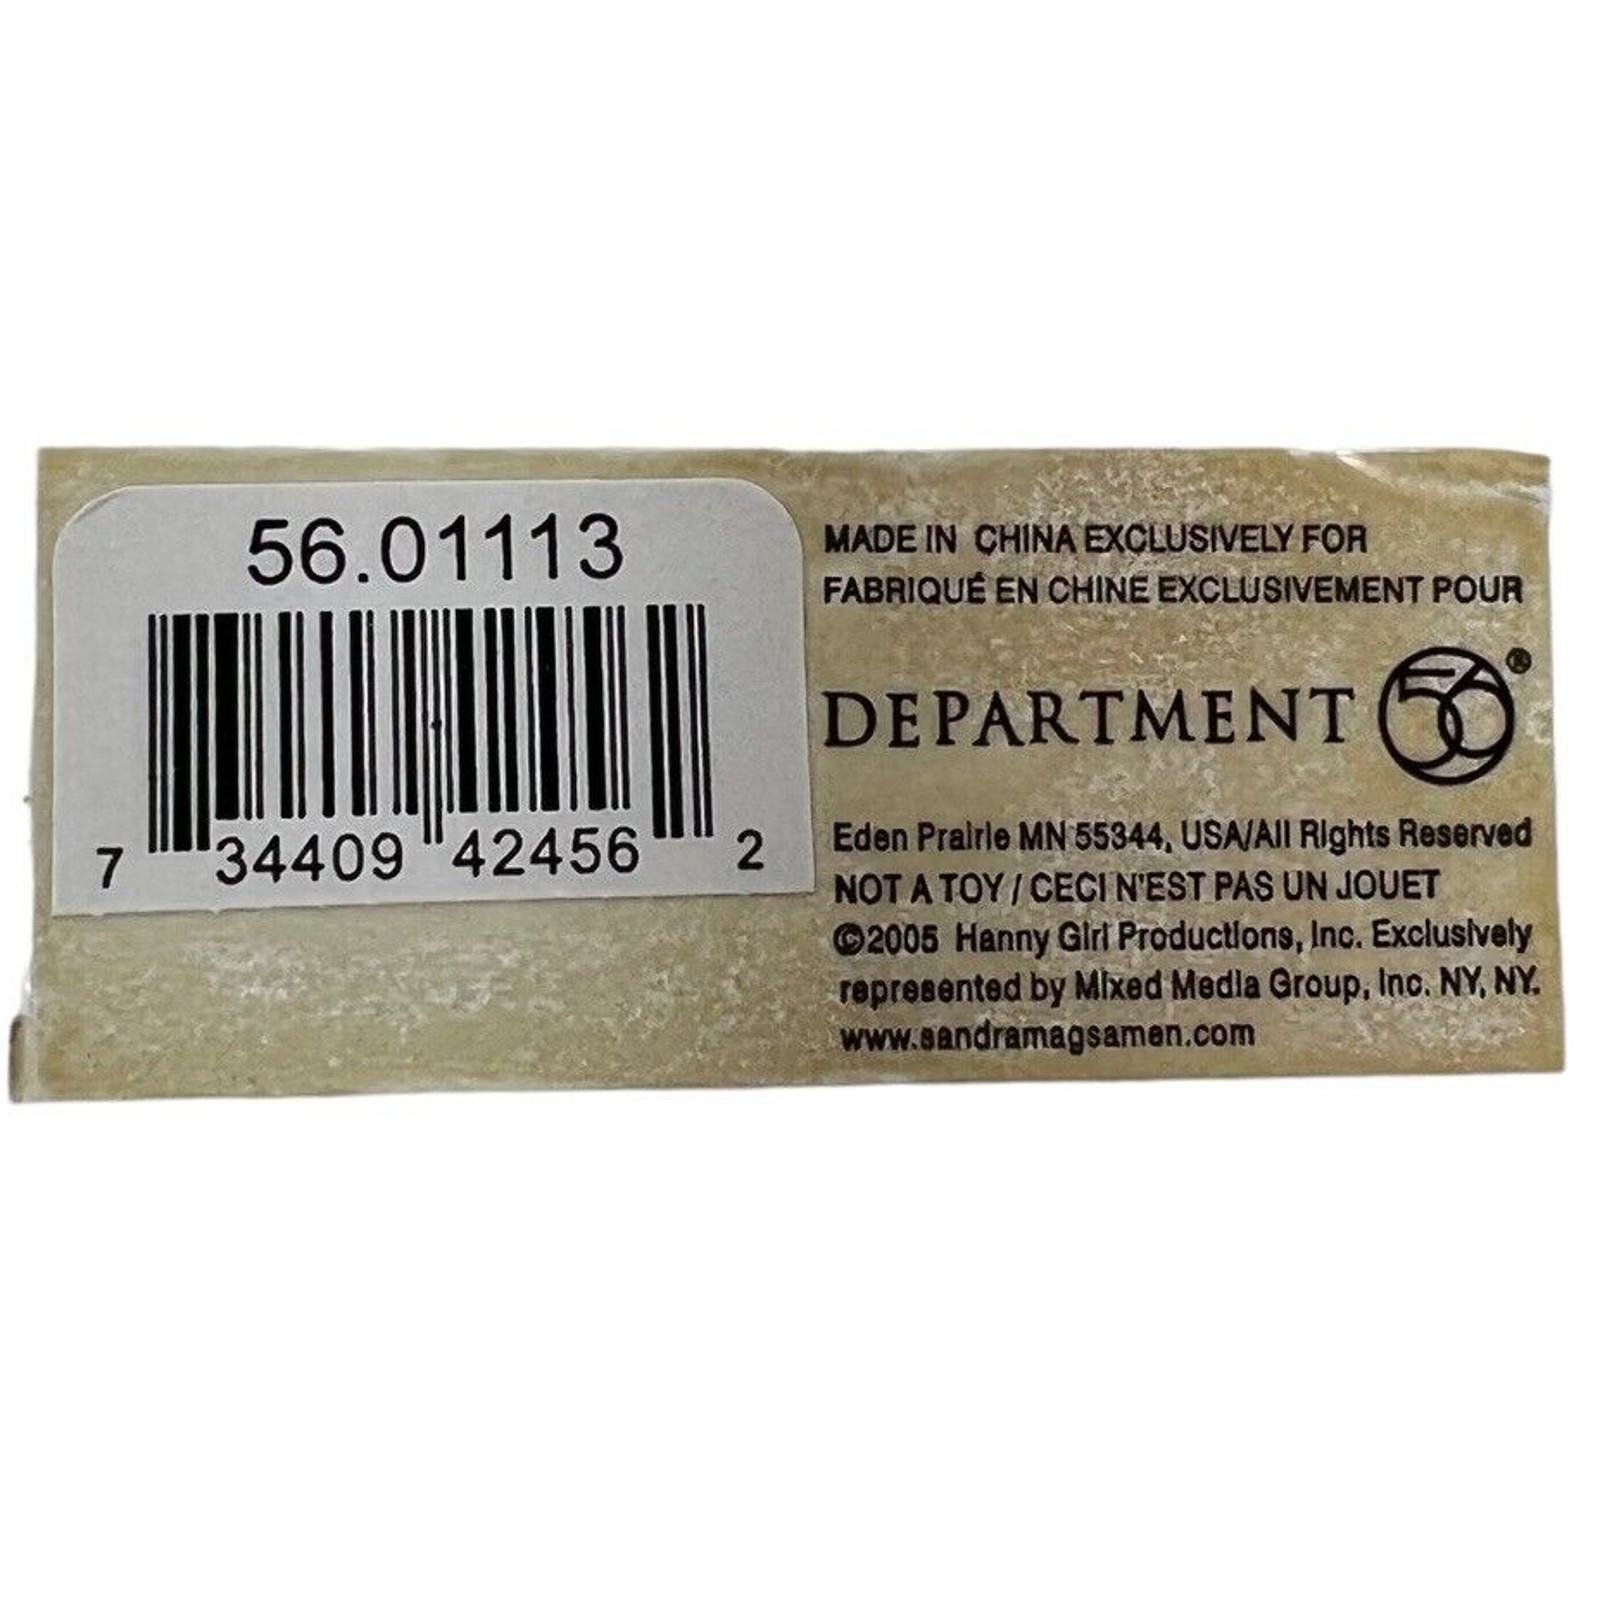 56.01113
7 34409 42456 2
MADE IN CHINA EXCLUSIVELY FOR
FABRIQUÉ EN CHINE EXCLUSIVEMENT POUR
DEPARTMENT 56®
Eden Prairie MN 55344, USA/All Rights Reserved
NOT A TOY / CECI N'EST PAS UN JOUET
©2005 Hanny Girl Productions, Inc. Exclusively
represented by Mixed Media Group, Inc. NY, NY.
www.sandramagsamen.com